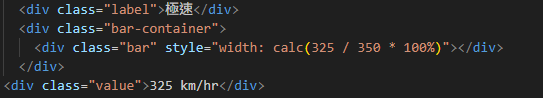 <div class="label">極速</div>
<div class="bar-container">
<div class="bar" style="width: calc(325 / 350 * 100%)"></div>
</div>
<div class="value">325 km/hr</div>